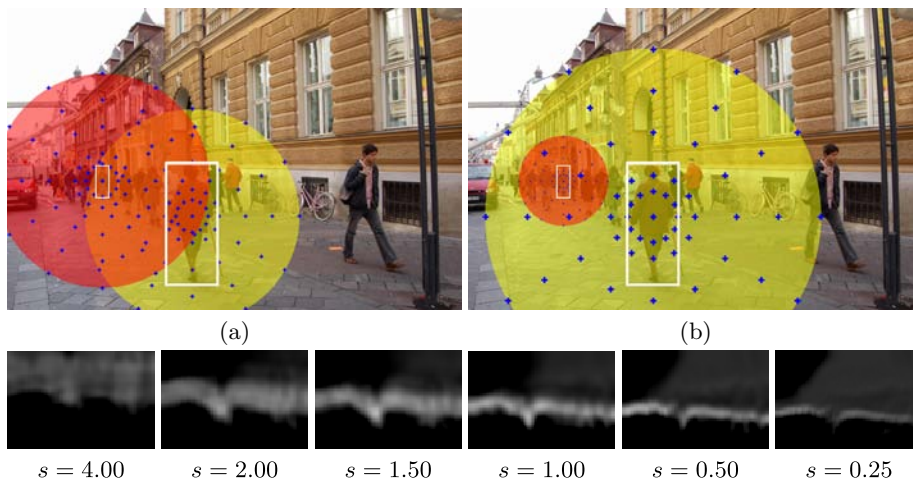 (a) (b)
s = 4.00 s = 2.00 s = 1.50 s = 1.00 s = 0.50 s = 0.25